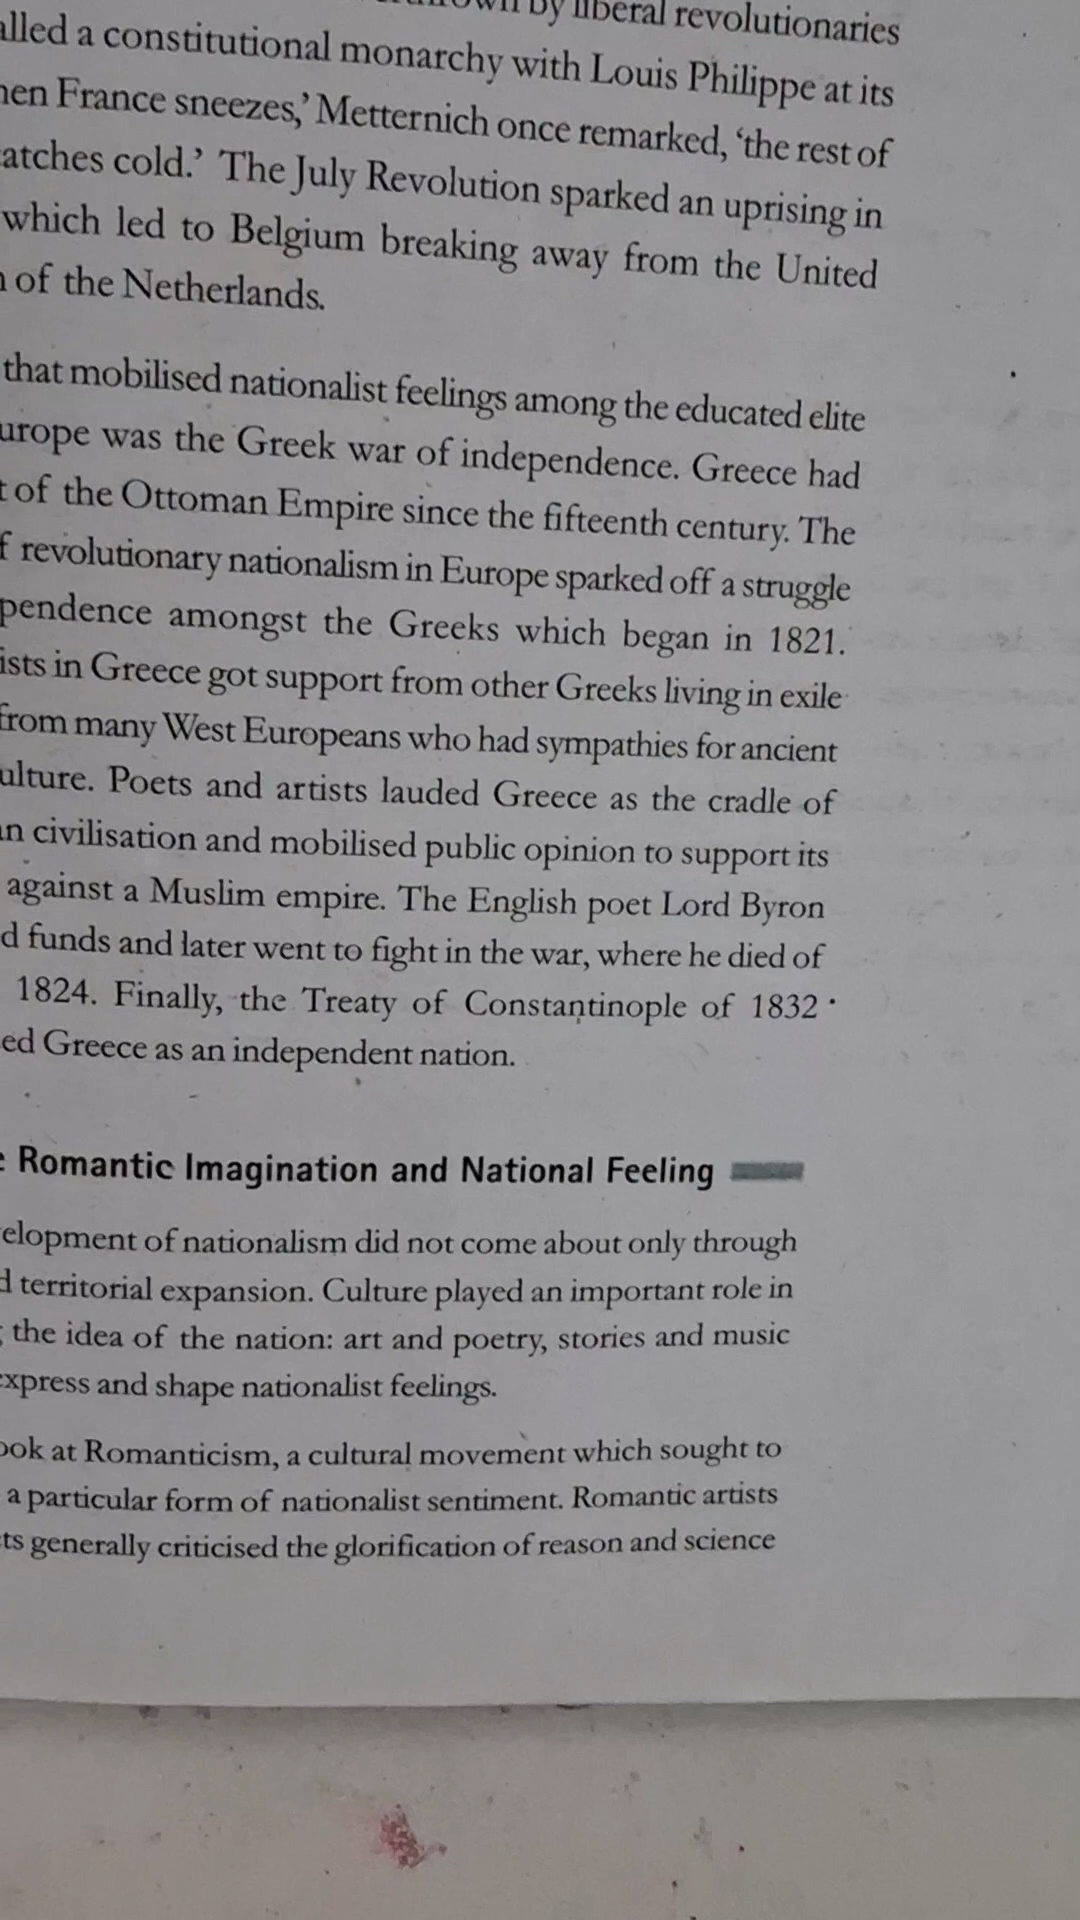 by liberal revolutionaries
alled a constitutional monarchy with Louis Philippe at its
hen France sneezes,’ Metternich once remarked, ‘the rest of
atches cold.’ The July Revolution sparked an uprising in
which led to Belgium breaking away from the United
of the Netherlands.
that mobilised nationalist feelings among the educated elite
urope was the Greek war of independence. Greece had
t of the Ottoman Empire since the fifteenth century. The
f revolutionary nationalism in Europe sparked off a struggle
pendence amongst the Greeks which began in 1821.
ists in Greece got support from other Greeks living in exile
from many West Europeans who had sympathies for ancient
ulture. Poets and artists lauded Greece as the cradle of
an civilisation and mobilised public opinion to support its
against a Muslim empire. The English poet Lord Byron
d funds and later went to fight in the war, where he died of
1824. Finally, the Treaty of Constantinople of 1832
ed Greece as an independent nation.
Romantic Imagination and National Feeling
elopment of nationalism did not come about only through
d territorial expansion. Culture played an important role in
the idea of the nation: art and poetry, stories and music
xpress and shape nationalist feelings.
ook at Romanticism, a cultural movement which sought to
a particular form of nationalist sentiment. Romantic artists
ts generally criticised the glorification of reason and science